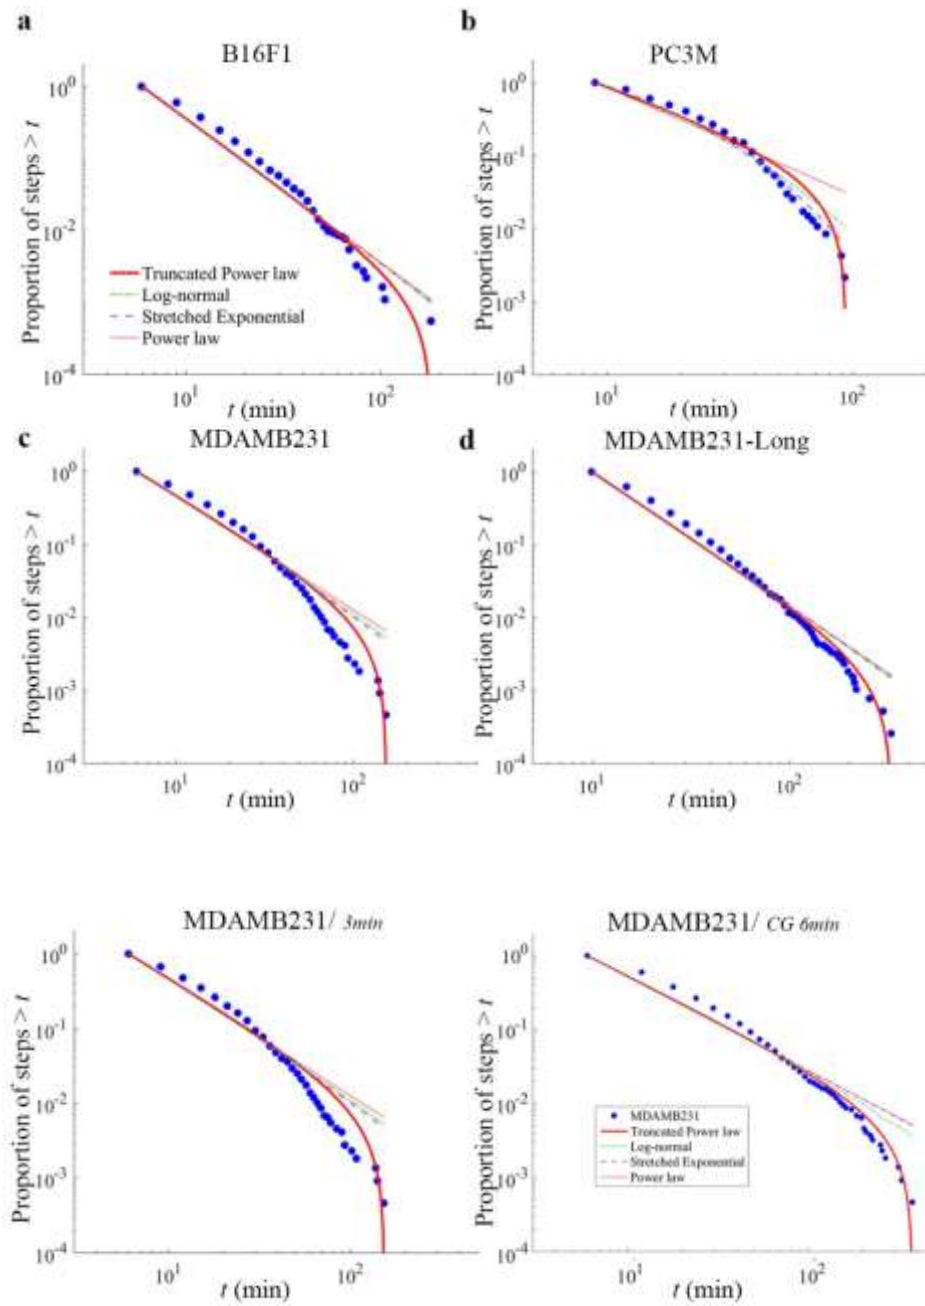 a
B16F1
Proportion of steps > t
10^0
10^-2
10^-4
Truncated Power law
Log-normal
Stretched Exponential
Power law
10^1
10^2
t (min)
b
PC3M
Proportion of steps > t
10^0
10^-1
10^-2
10^-3
10^-4
10^1
10^2
t (min)
c
MDAMB231
Proportion of steps > t
10^0
10^-1
10^-2
10^-3
10^-4
10^1
10^2
t (min)
d
MDAMB231-Long
Proportion of steps > t
10^0
10^-1
10^-2
10^-3
10^-4
10^1
10^2
t (min)
MDAMB231/ 3min
Proportion of steps > t
10^0
10^-1
10^-2
10^-3
10^-4
10^1
10^2
t (min)
MDAMB231/ CG 6min
Proportion of steps > t
10^0
10^-1
10^-2
10^-3
10^-4
MDAMB231
Truncated Power law
Log-normal
Stretched Exponential
Power law
10^1
10^2
t (min)